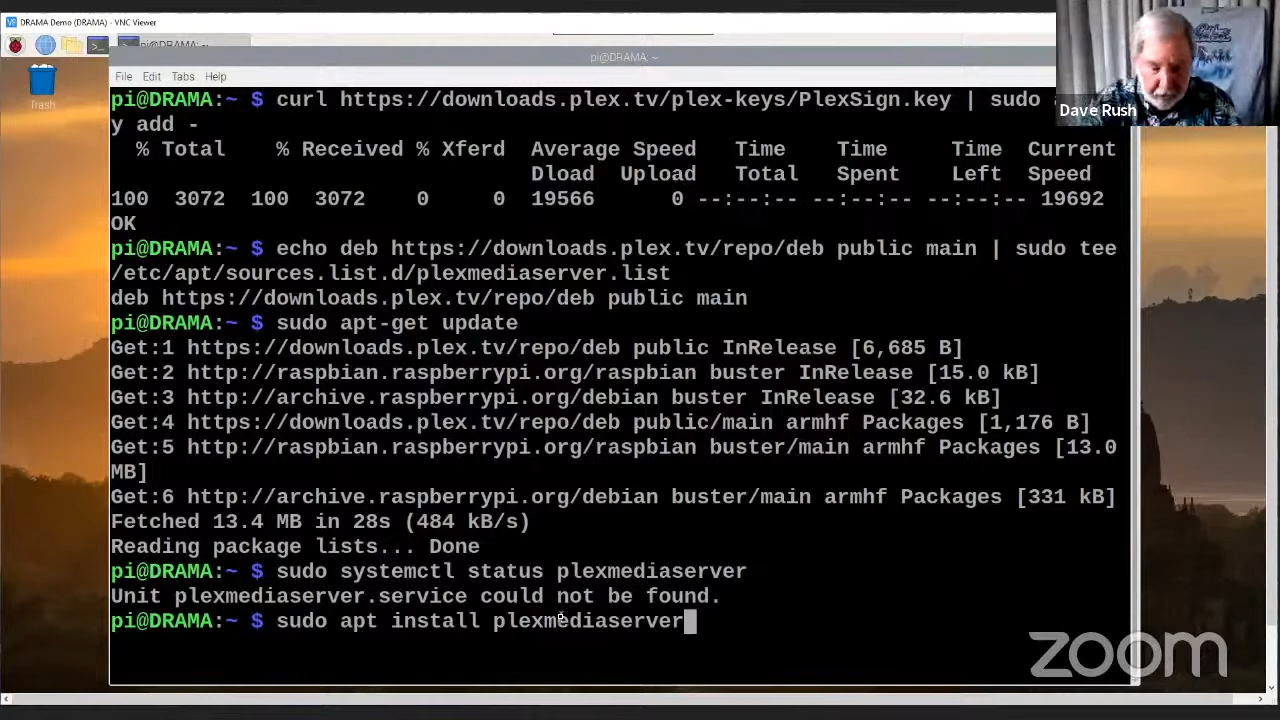 DRAMA Demo (DRAMA) - VNC Viewer
pi@DRAMA: ~
pi@DRAMA: ~
File Edit Tabs Help
Trash
Dave Rush
pi@DRAMA:~ $ curl https://downloads.plex.tv/plex-keys/PlexSign.key | sudo
y add -
% Total % Received % Xferd Average Speed Time Time Time Current
Dload Upload Total Spent Left Speed
100 3072 100 3072 0 0 19566 0 --:--:-- --:--:-- --:--:-- 19692
OK
pi@DRAMA:~ $ echo deb https://downloads.plex.tv/repo/deb public main | sudo tee
/etc/apt/sources.list.d/plexmediaserver.list
deb https://downloads.plex.tv/repo/deb public main
pi@DRAMA:~ $ sudo apt-get update
Get:1 https://downloads.plex.tv/repo/deb public InRelease [6,685 B]
Get:2 http://raspbian.raspberrypi.org/raspbian buster InRelease [15.0 kB]
Get:3 http://archive.raspberrypi.org/debian buster InRelease [32.6 kB]
Get:4 https://downloads.plex.tv/repo/deb public/main armhf Packages [1,176 B]
Get:5 http://raspbian.raspberrypi.org/raspbian buster/main armhf Packages [13.0
MB]
Get:6 http://archive.raspberrypi.org/debian buster/main armhf Packages [331 kB]
Fetched 13.4 MB in 28s (484 kB/s)
Reading package lists... Done
pi@DRAMA:~ $ sudo systemctl status plexmediaserver
Unit plexmediaserver.service could not be found.
pi@DRAMA:~ $ sudo apt install plexmediaserver
zoom